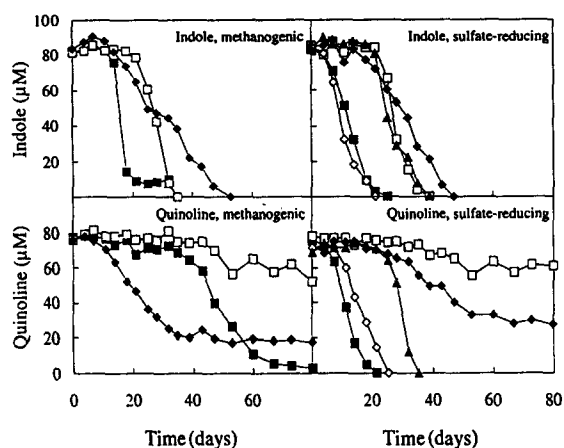 Indole (µM)
100
80
60
40
20
0
Indole, methanogenic
Indole, sulfate-reducing
Quinoline (µM)
80
60
40
20
0
Quinoline, methanogenic
Quinoline, sulfate-reducing
20 40 60
0 20 40 60 80
Time (days)
Time (days)